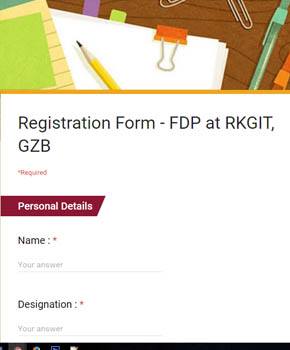 Registration Form - FDP at RKGIT,
GZB
*Required
Personal Details
Name : *
Your answer
Designation : *
Your answer